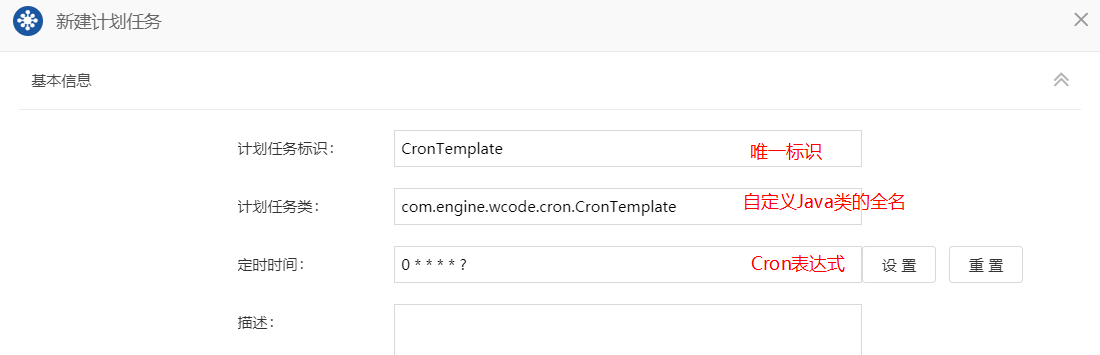 新建计划任务
基本信息
计划任务标识： CronTemplate 唯一标识
计划任务类： com.engine.wcode.cron.CronTemplate 自定义Java类的全名
定时时间： 0 * * * * ? Cron表达式 设 置 重 置
描述：